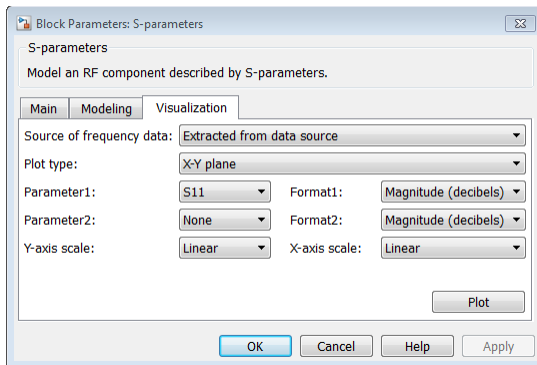 Block Parameters: S-parameters
S-parameters
Model an RF component described by S-parameters.
Main Modeling Visualization
Source of frequency data: Extracted from data source
Plot type: X-Y plane
Parameter1: S11 Format1: Magnitude (decibels)
Parameter2: None Format2: Magnitude (decibels)
Y-axis scale: Linear X-axis scale: Linear
Plot
OK Cancel Help Apply